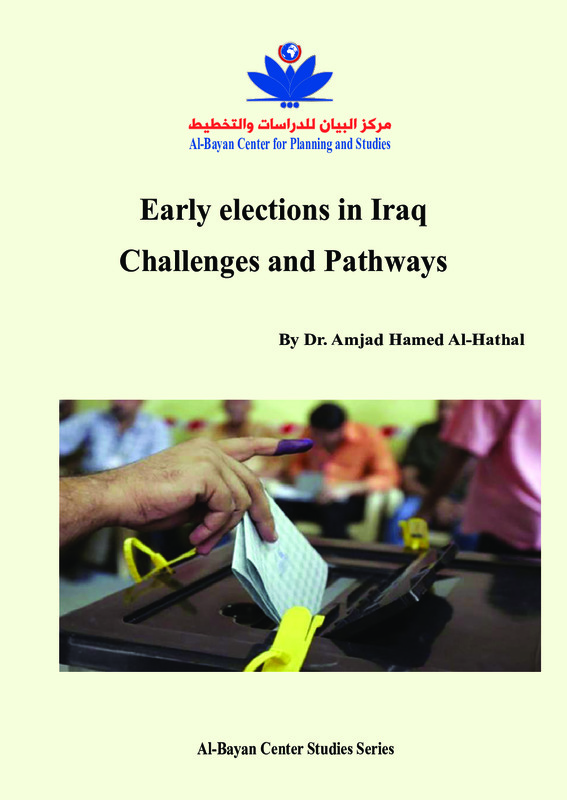 مركز البيان للدراسات والتخطيط
Al-Bayan Center for Planning and Studies
Early elections in Iraq
Challenges and Pathways
By Dr. Amjad Hamed Al-Hathal
Al-Bayan Center Studies Series